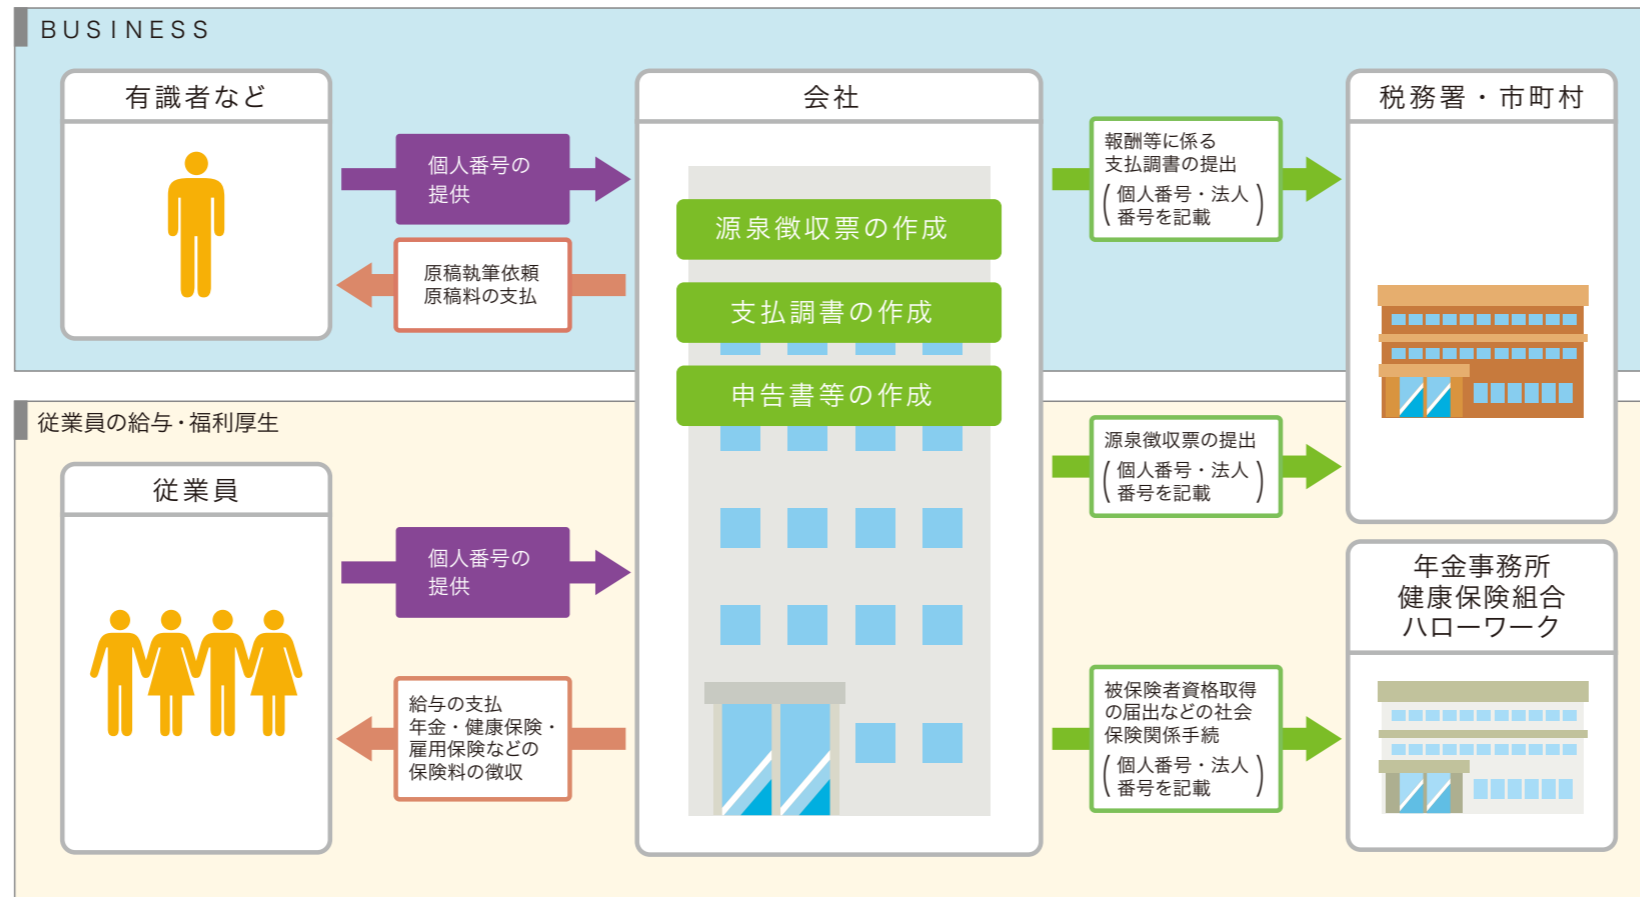 BUSINESS
有識者など
個人番号の
提供
原稿執筆依頼
原稿料の支払
会社
源泉徴収票の作成
支払調書の作成
申告書等の作成
報酬等に係る
支払調書の提出
(個人番号・法人
番号を記載)
税務署・市町村
従業員の給与・福利厚生
従業員
個人番号の
提供
給与の支払
年金・健康保険・
雇用保険などの
保険料の徴収
源泉徴収票の提出
(個人番号・法人
番号を記載)
被保険者資格取得
の届出などの社会
保険関係手続
(個人番号・法人
番号を記載)
年金事務所
健康保険組合
ハローワーク